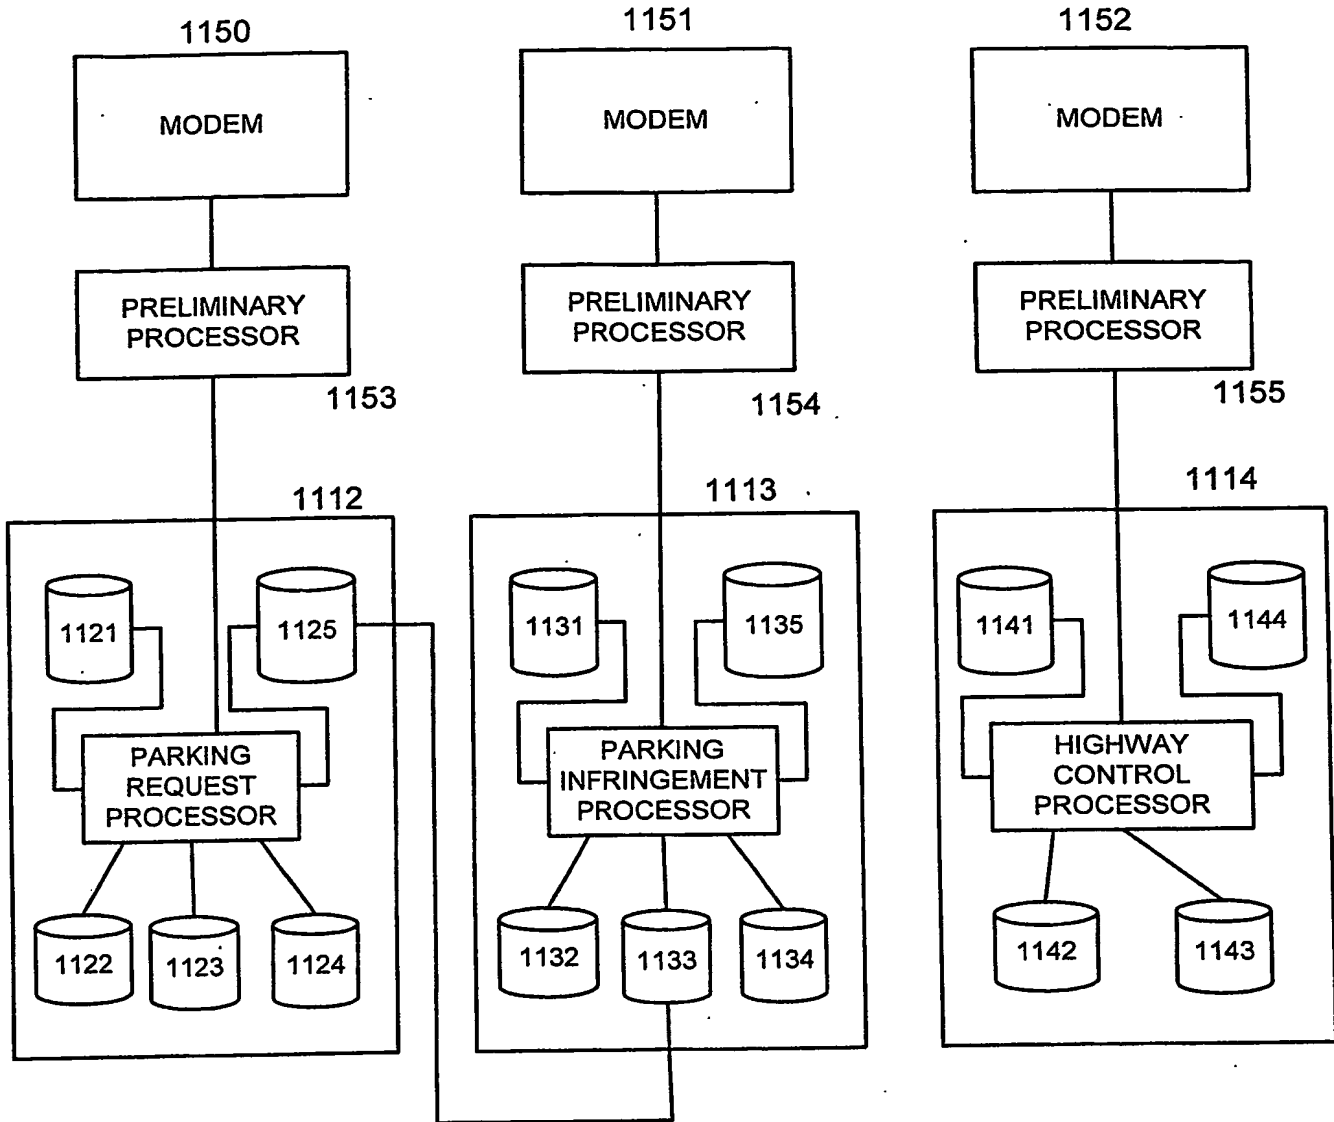 1150
1151
1152
MODEM
MODEM
MODEM
PRELIMINARY
PROCESSOR
PRELIMINARY
PROCESSOR
PRELIMINARY
PROCESSOR
1153
1154
1155
1112
1113
1114
1121
1125
1131
1135
1141
1144
PARKING
REQUEST
PROCESSOR
PARKING
INFRINGEMENT
PROCESSOR
HIGHWAY
CONTROL
PROCESSOR
1122
1123
1124
1132
1133
1134
1142
1143